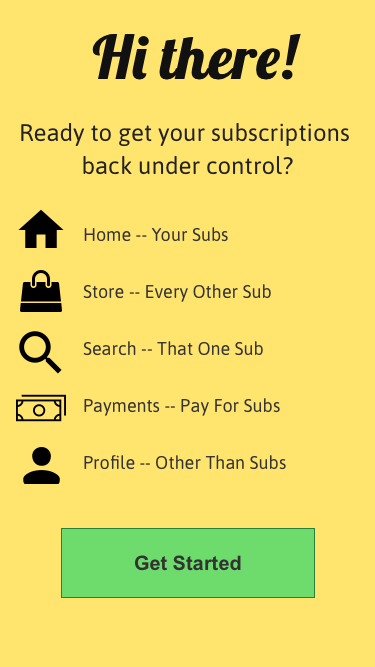 Hi there!
Ready to get your subscriptions
back under control?
Home -- Your Subs
Store -- Every Other Sub
Search -- That One Sub
Payments -- Pay For Subs
Profile -- Other Than Subs
Get Started